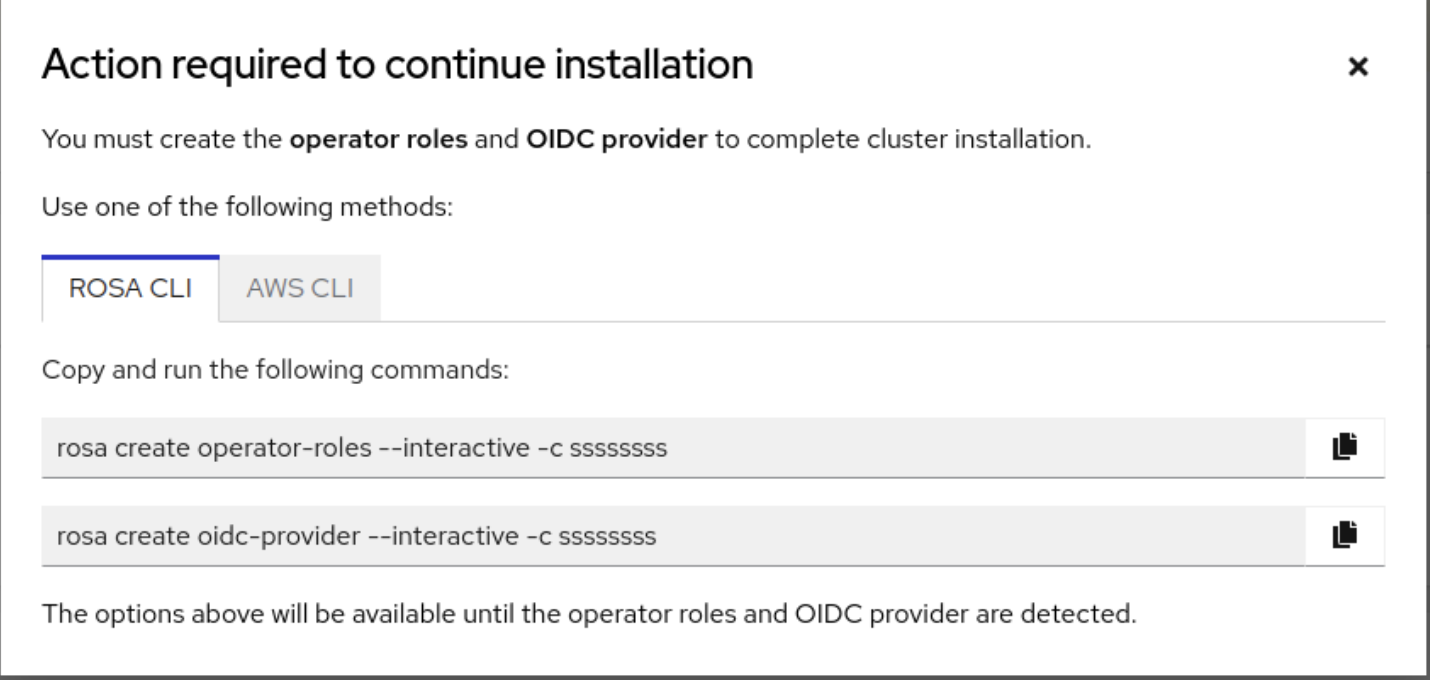 Action required to continue installation
You must create the operator roles and OIDC provider to complete cluster installation.
Use one of the following methods:
ROSA CLI
AWS CLI
Copy and run the following commands:
rosa create operator-roles --interactive -c ssssssss
rosa create oidc-provider --interactive -c ssssssss
The options above will be available until the operator roles and OIDC provider are detected.